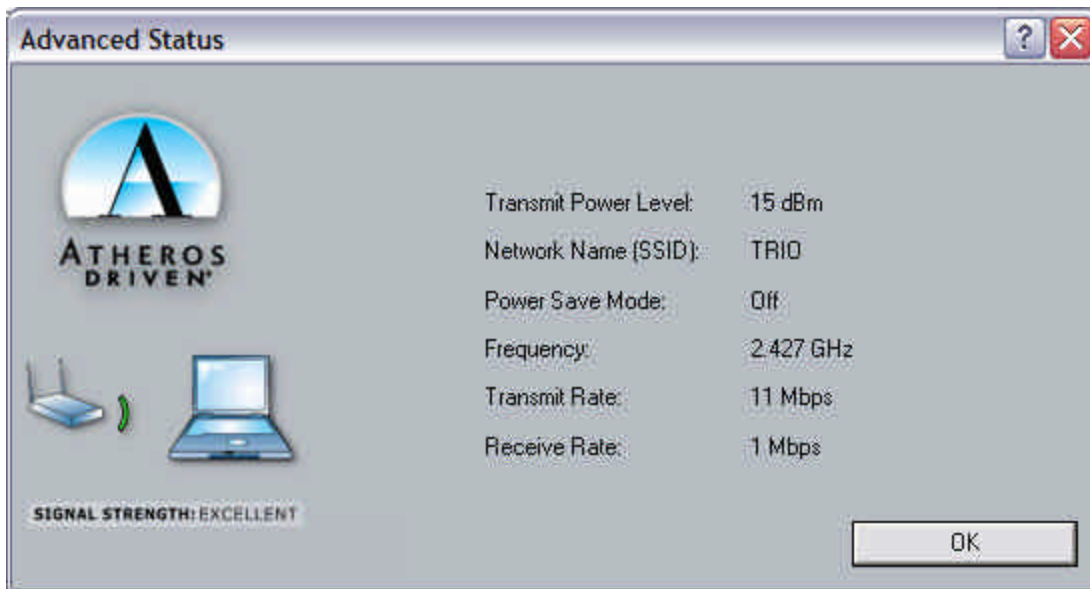 Advanced Status
?
A
ATHEROS
DRIVEN®
Transmit Power Level: 15 dBm
Network Name (SSID): TRIO
Power Save Mode: Off
Frequency: 2.427 GHz
Transmit Rate: 11 Mbps
Receive Rate: 1 Mbps
SIGNAL STRENGTH: EXCELLENT
OK